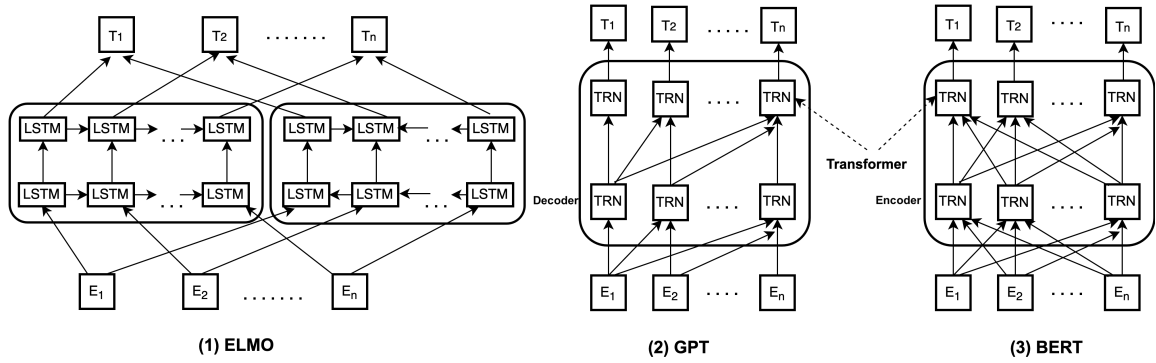 T1 T2 ....... Tn
LSTM LSTM ... LSTM
LSTM LSTM ... LSTM
LSTM LSTM ... LSTM
LSTM LSTM ... LSTM
E1 E2 ....... En
(1) ELMO
T1 T2 ..... Tn
TRN TRN .... TRN
Decoder TRN TRN .... TRN
E1 E2 .... En
(2) GPT
Transformer
T1 T2 .... Tn
TRN TRN .... TRN
Encoder TRN TRN .... TRN
E1 E2 .... En
(3) BERT